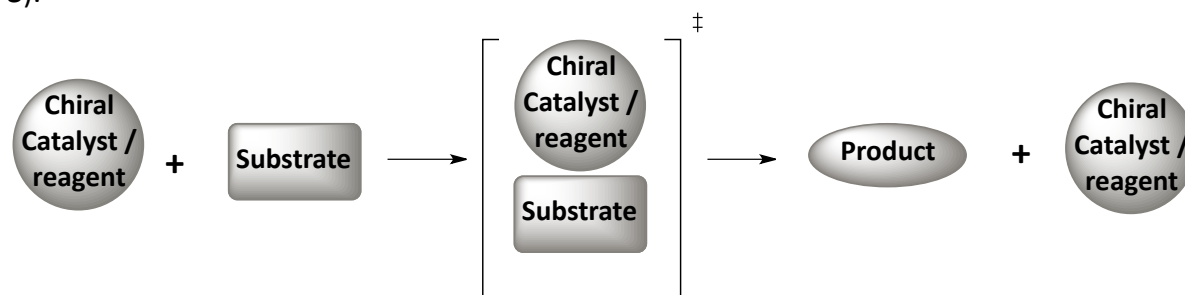 ‡
Chiral
Catalyst /
reagent
+
Substrate
Chiral
Catalyst /
reagent
Substrate
Product
+
Chiral
Catalyst /
reagent